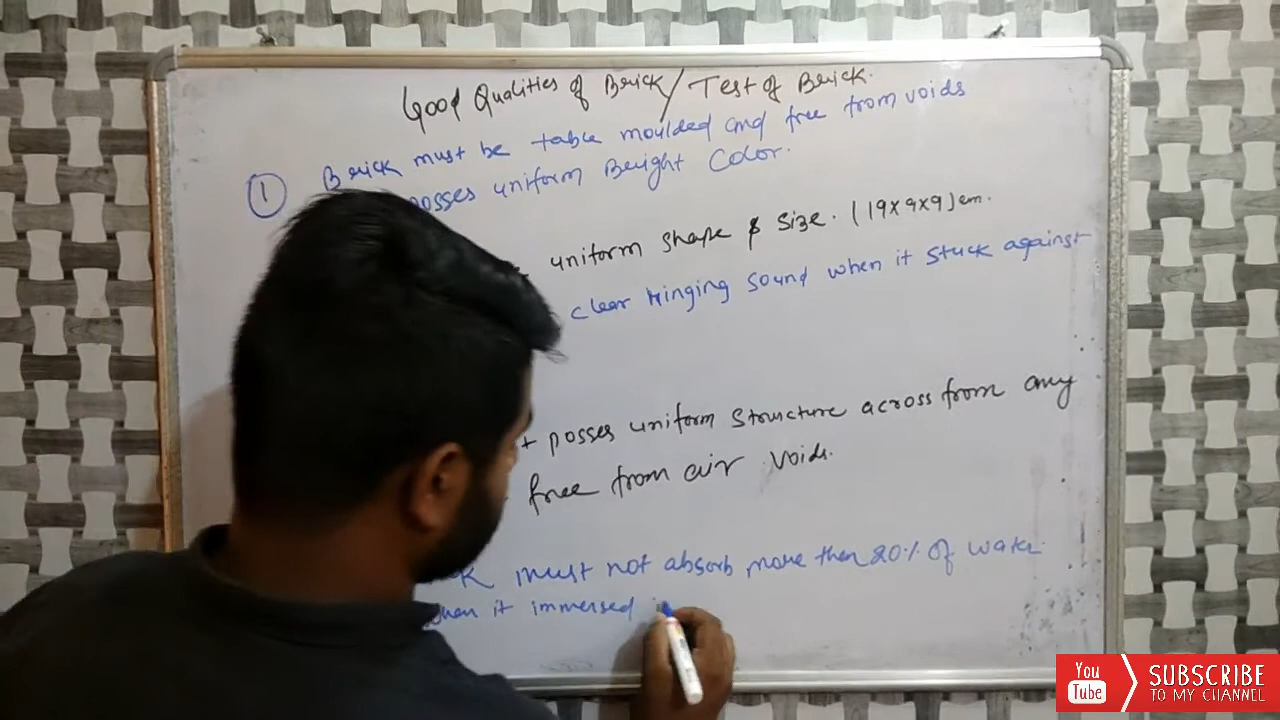 Good Qualities of Brick / Test of Brick.
1 Brick must be table moulded and free from voids
posses uniform Bright Color.
uniform shape & size. (19x9x9) cm.
clear ringing sound when it stuck against
posses uniform structure across from any
free from air voids.
must not absorb more then 20% of water.
when it immersed
You Tube SUBSCRIBE
TO MY CHANNEL